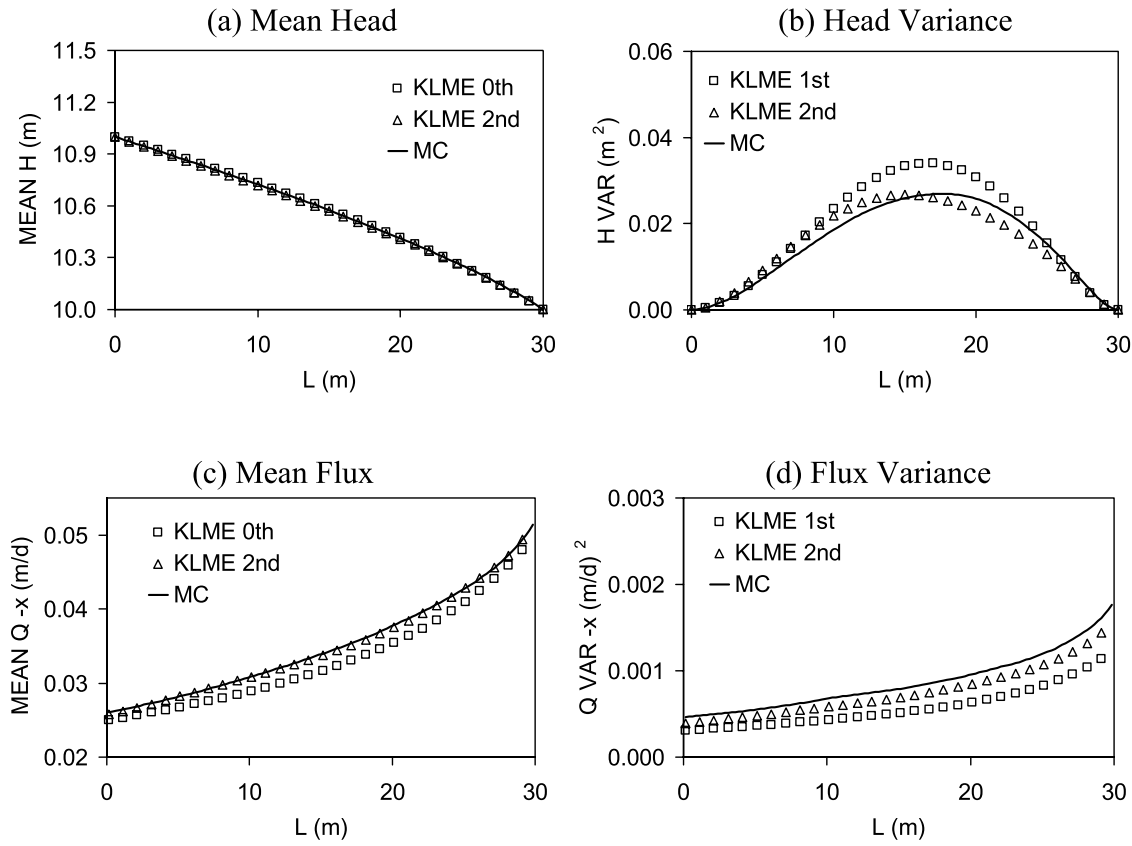 (a) Mean Head
11.5
11.2
10.9
10.6
10.3
10.0
MEAN H (m)
KLME 0th
KLME 2nd
MC
0 10 20 30
L (m)
(b) Head Variance
0.06
0.04
0.02
0.00
H VAR (m²)
KLME 1st
KLME 2nd
MC
0 10 20 30
L (m)
(c) Mean Flux
0.05
0.04
0.03
0.02
MEAN Q -x (m/d)
KLME 0th
KLME 2nd
MC
0 10 20 30
L (m)
(d) Flux Variance
0.003
0.002
0.001
0.000
Q VAR -x (m/d)²
KLME 1st
KLME 2nd
MC
0 10 20 30
L (m)